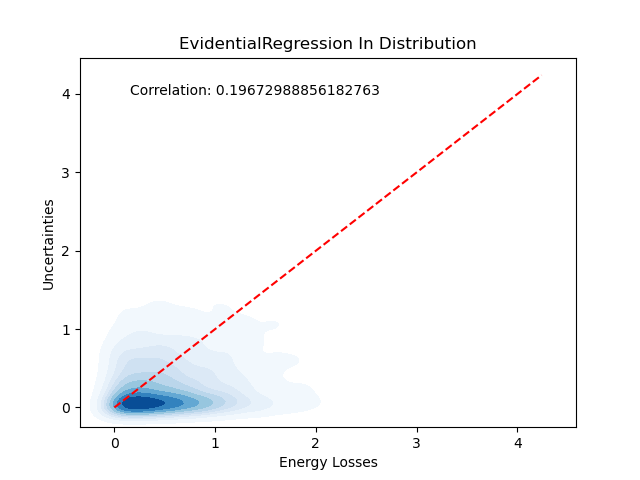 EvidentialRegression In Distribution
Correlation: 0.19672988856182763
4
3
2
1
0
Uncertainties
0 1 2 3 4
Energy Losses